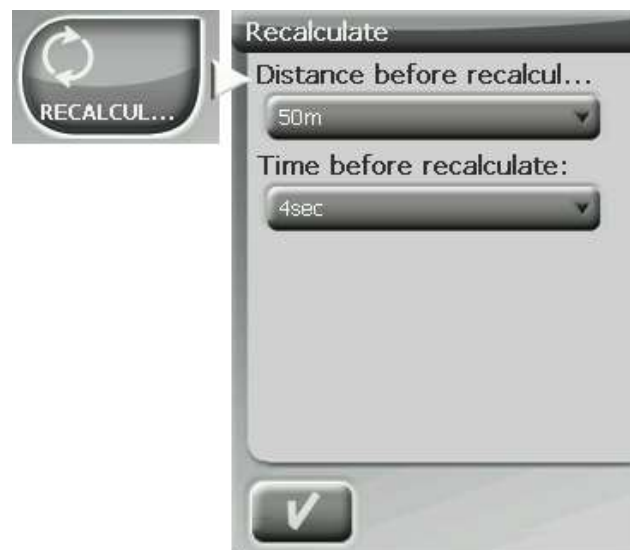 RECALCUL...
Recalculate
Distance before recalcul...
50m
Time before recalculate:
4sec